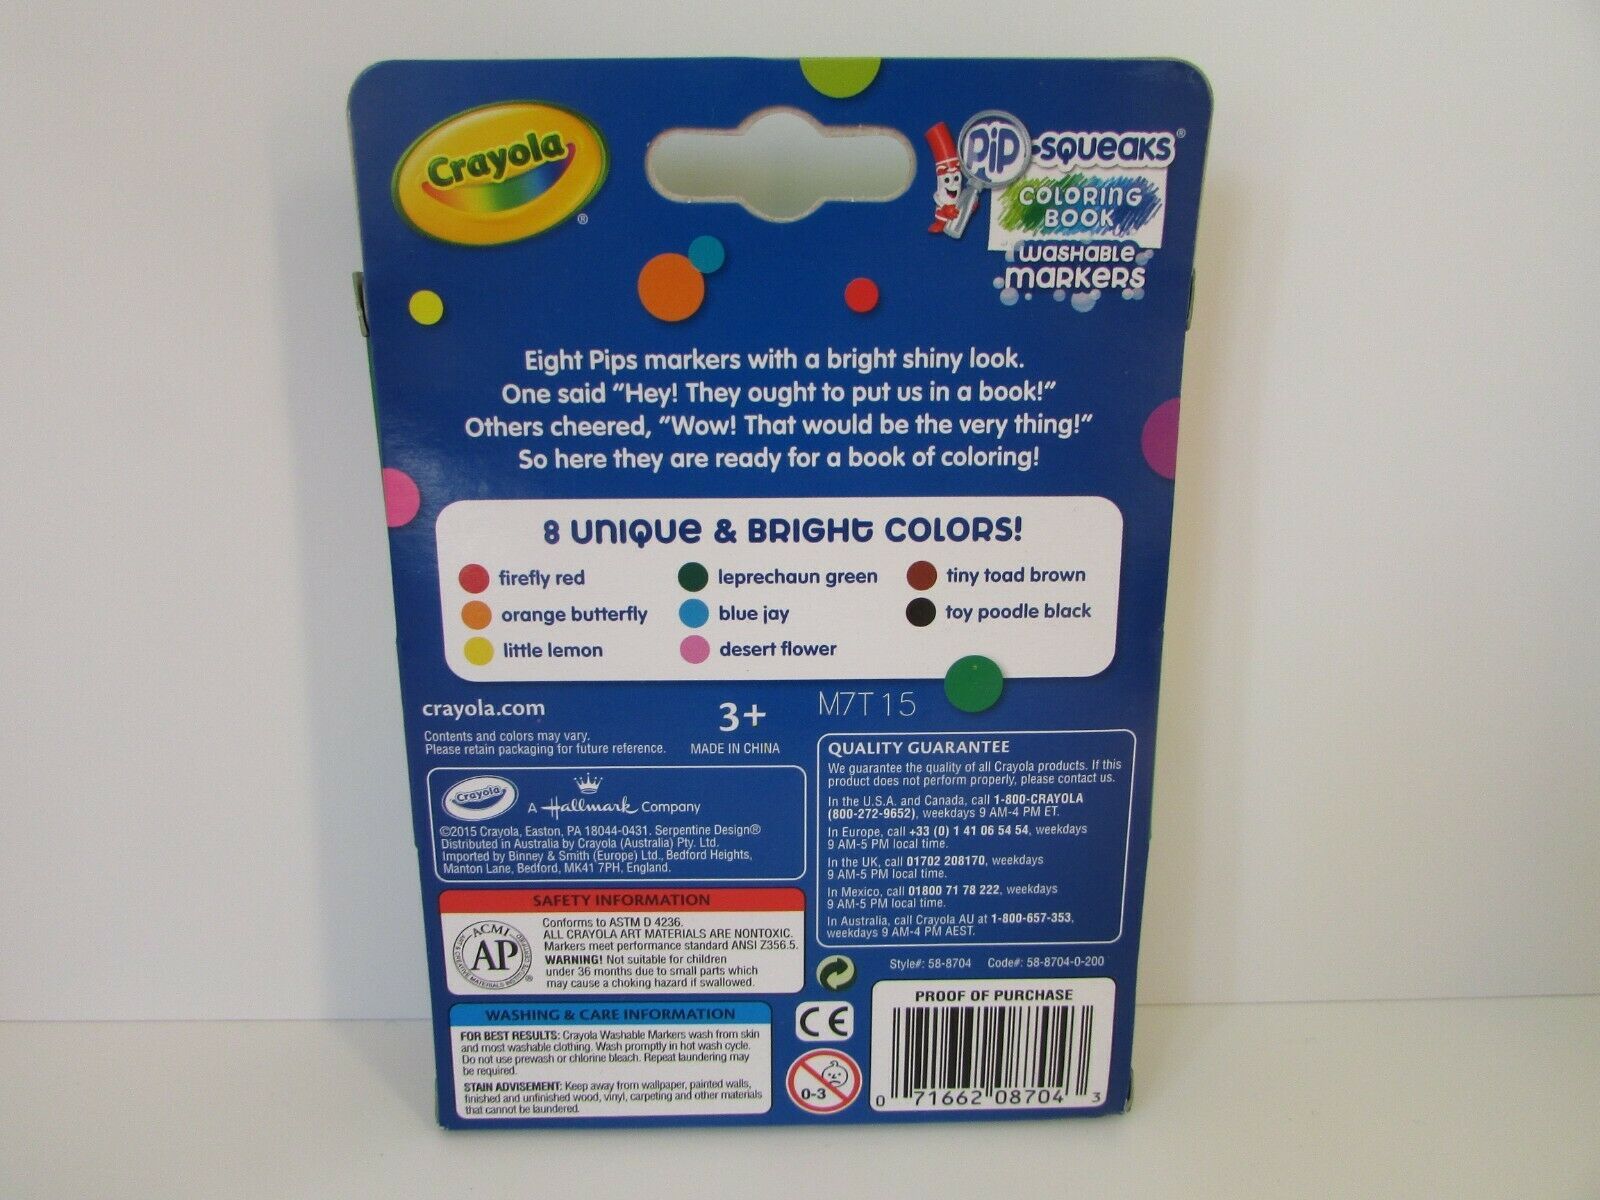 Crayola®
PiP-SQUEAKS®
COLORING
BOOK
WASHABLE
MARKERS
Eight Pips markers with a bright shiny look.
One said "Hey! They ought to put us in a book!"
Others cheered, "Wow! That would be the very thing!"
So here they are ready for a book of coloring!
8 UNIQUE & BRIGHT COLORS!
firefly red
orange butterfly
little lemon
leprechaun green
blue jay
desert flower
tiny toad brown
toy poodle black
crayola.com
Contents and colors may vary.
Please retain packaging for future reference.
3+
MADE IN CHINA
M7T15
Crayola
A Hallmark Company
©2015 Crayola, Easton, PA 18044-0431. Serpentine Design®
Distributed in Australia by Crayola (Australia) Pty. Ltd.
Imported by Binney & Smith (Europe) Ltd., Bedford Heights,
Manton Lane, Bedford, MK41 7PH, England.
SAFETY INFORMATION
ACMI
AP
Conforms to ASTM D 4236.
ALL CRAYOLA ART MATERIALS ARE NONTOXIC.
Markers meet performance standard ANSI Z356.5.
WARNING! Not suitable for children
under 36 months due to small parts which
may cause a choking hazard if swallowed.
WASHING & CARE INFORMATION
FOR BEST RESULTS: Crayola Washable Markers wash from skin
and most washable clothing. Wash promptly in hot wash cycle.
Do not use prewash or chlorine bleach. Repeat laundering may
be required.
STAIN ADVISEMENT: Keep away from wallpaper, painted walls,
finished and unfinished wood, vinyl, carpeting and other materials
that cannot be laundered.
QUALITY GUARANTEE
We guarantee the quality of all Crayola products. If this
product does not perform properly, please contact us.
In the U.S.A. and Canada, call 1-800-CRAYOLA
(800-272-9652), weekdays 9 AM-4 PM ET.
In Europe, call +33 (0) 1 41 06 54 54, weekdays
9 AM-5 PM local time.
In the UK, call 01702 208170, weekdays
9 AM-5 PM local time.
In Mexico, call 01800 71 78 222, weekdays
9 AM-5 PM local time.
In Australia, call Crayola AU at 1-800-657-353,
weekdays 9 AM-4 PM AEST.
Style#: 58-8704 Code#: 58-8704-0-200
CE
0-3
PROOF OF PURCHASE
0 71662 08704 3